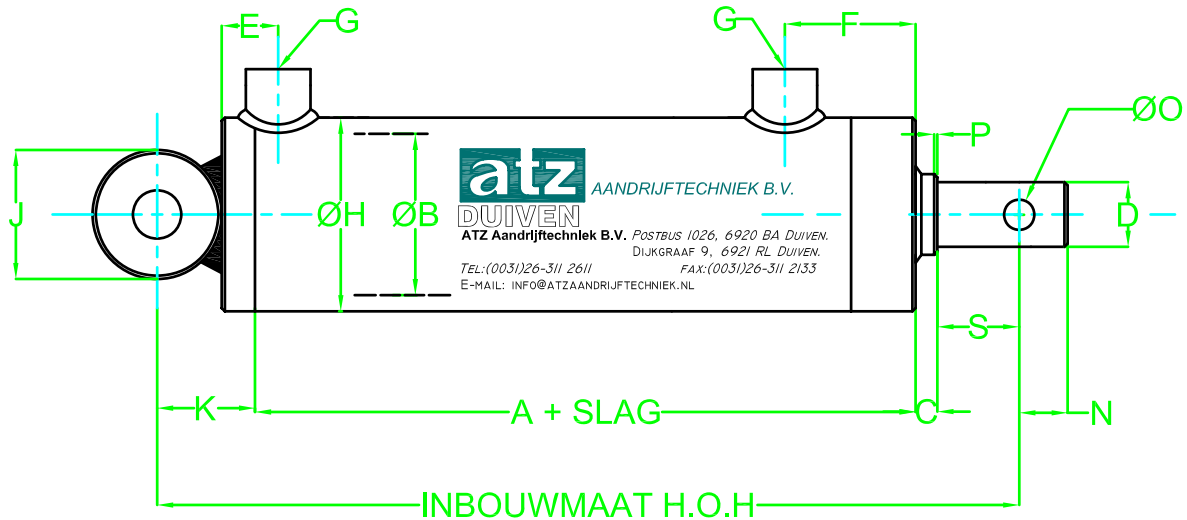 E
G
G
F
P
ØO
J
ØH
ØB
D
atz
AANDRIJFTECHNIEK B.V.
DUIVEN
ATZ Aandrijftechniek B.V. POSTBUS 1026, 6920 BA DUIVEN.
DIJKGRAAF 9, 6921 RL DUIVEN.
TEL:(0031)26-311 2611 FAX:(0031)26-311 2133
E-MAIL: INFO@ATZAANDRIJFTECHNIEK.NL
S
K
A + SLAG
C
N
INBOUWMAAT H.O.H